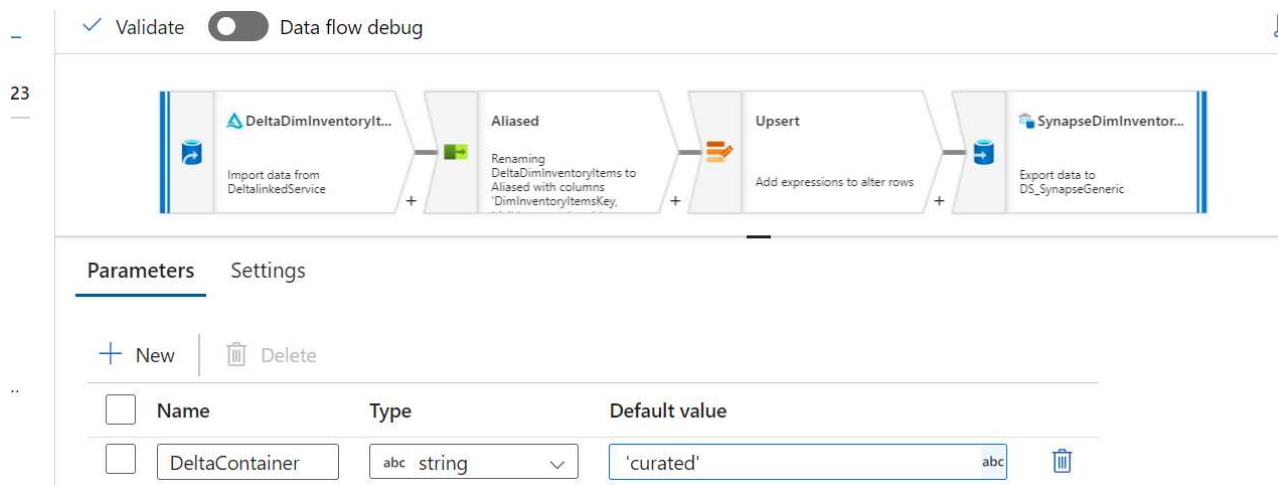 Validate Data flow debug
23
DeltaDimInventoryIt...
Import data from
DeltalinkedService
+
Aliased
Renaming
DeltaDimInventoryItems to
Aliased with columns
'DimInventoryItemsKey,
+
Upsert
Add expressions to alter rows
+
SynapseDimInventor...
Export data to
DS_SynapseGeneric
Parameters Settings
+ New Delete
..
Name Type Default value
DeltaContainer abc string 'curated' abc